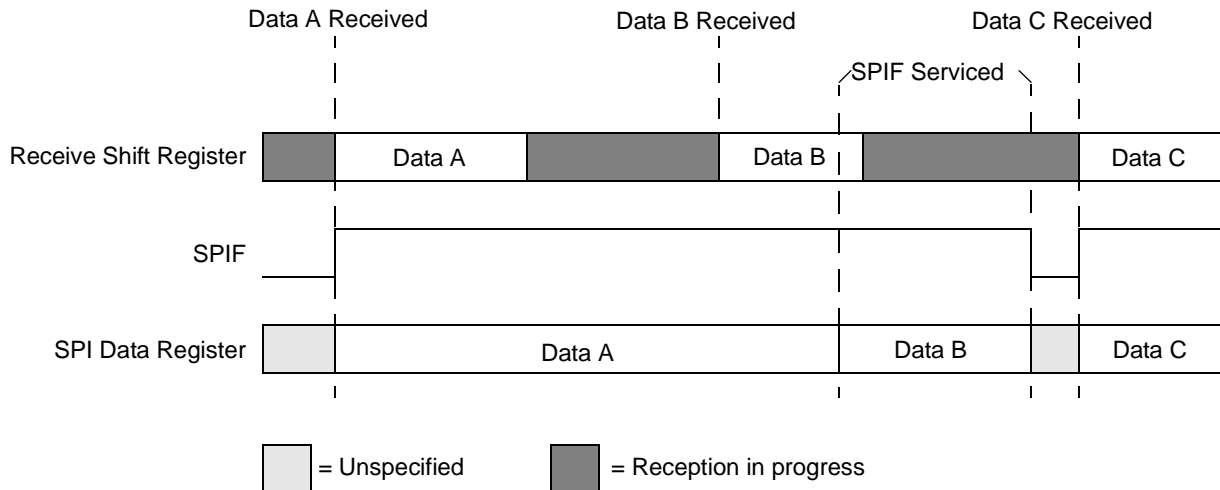 Data A Received
Data B Received
Data C Received
SPIF Serviced
Receive Shift Register
Data A
Data B
Data C
SPIF
SPI Data Register
Data A
Data B
Data C
= Unspecified
= Reception in progress